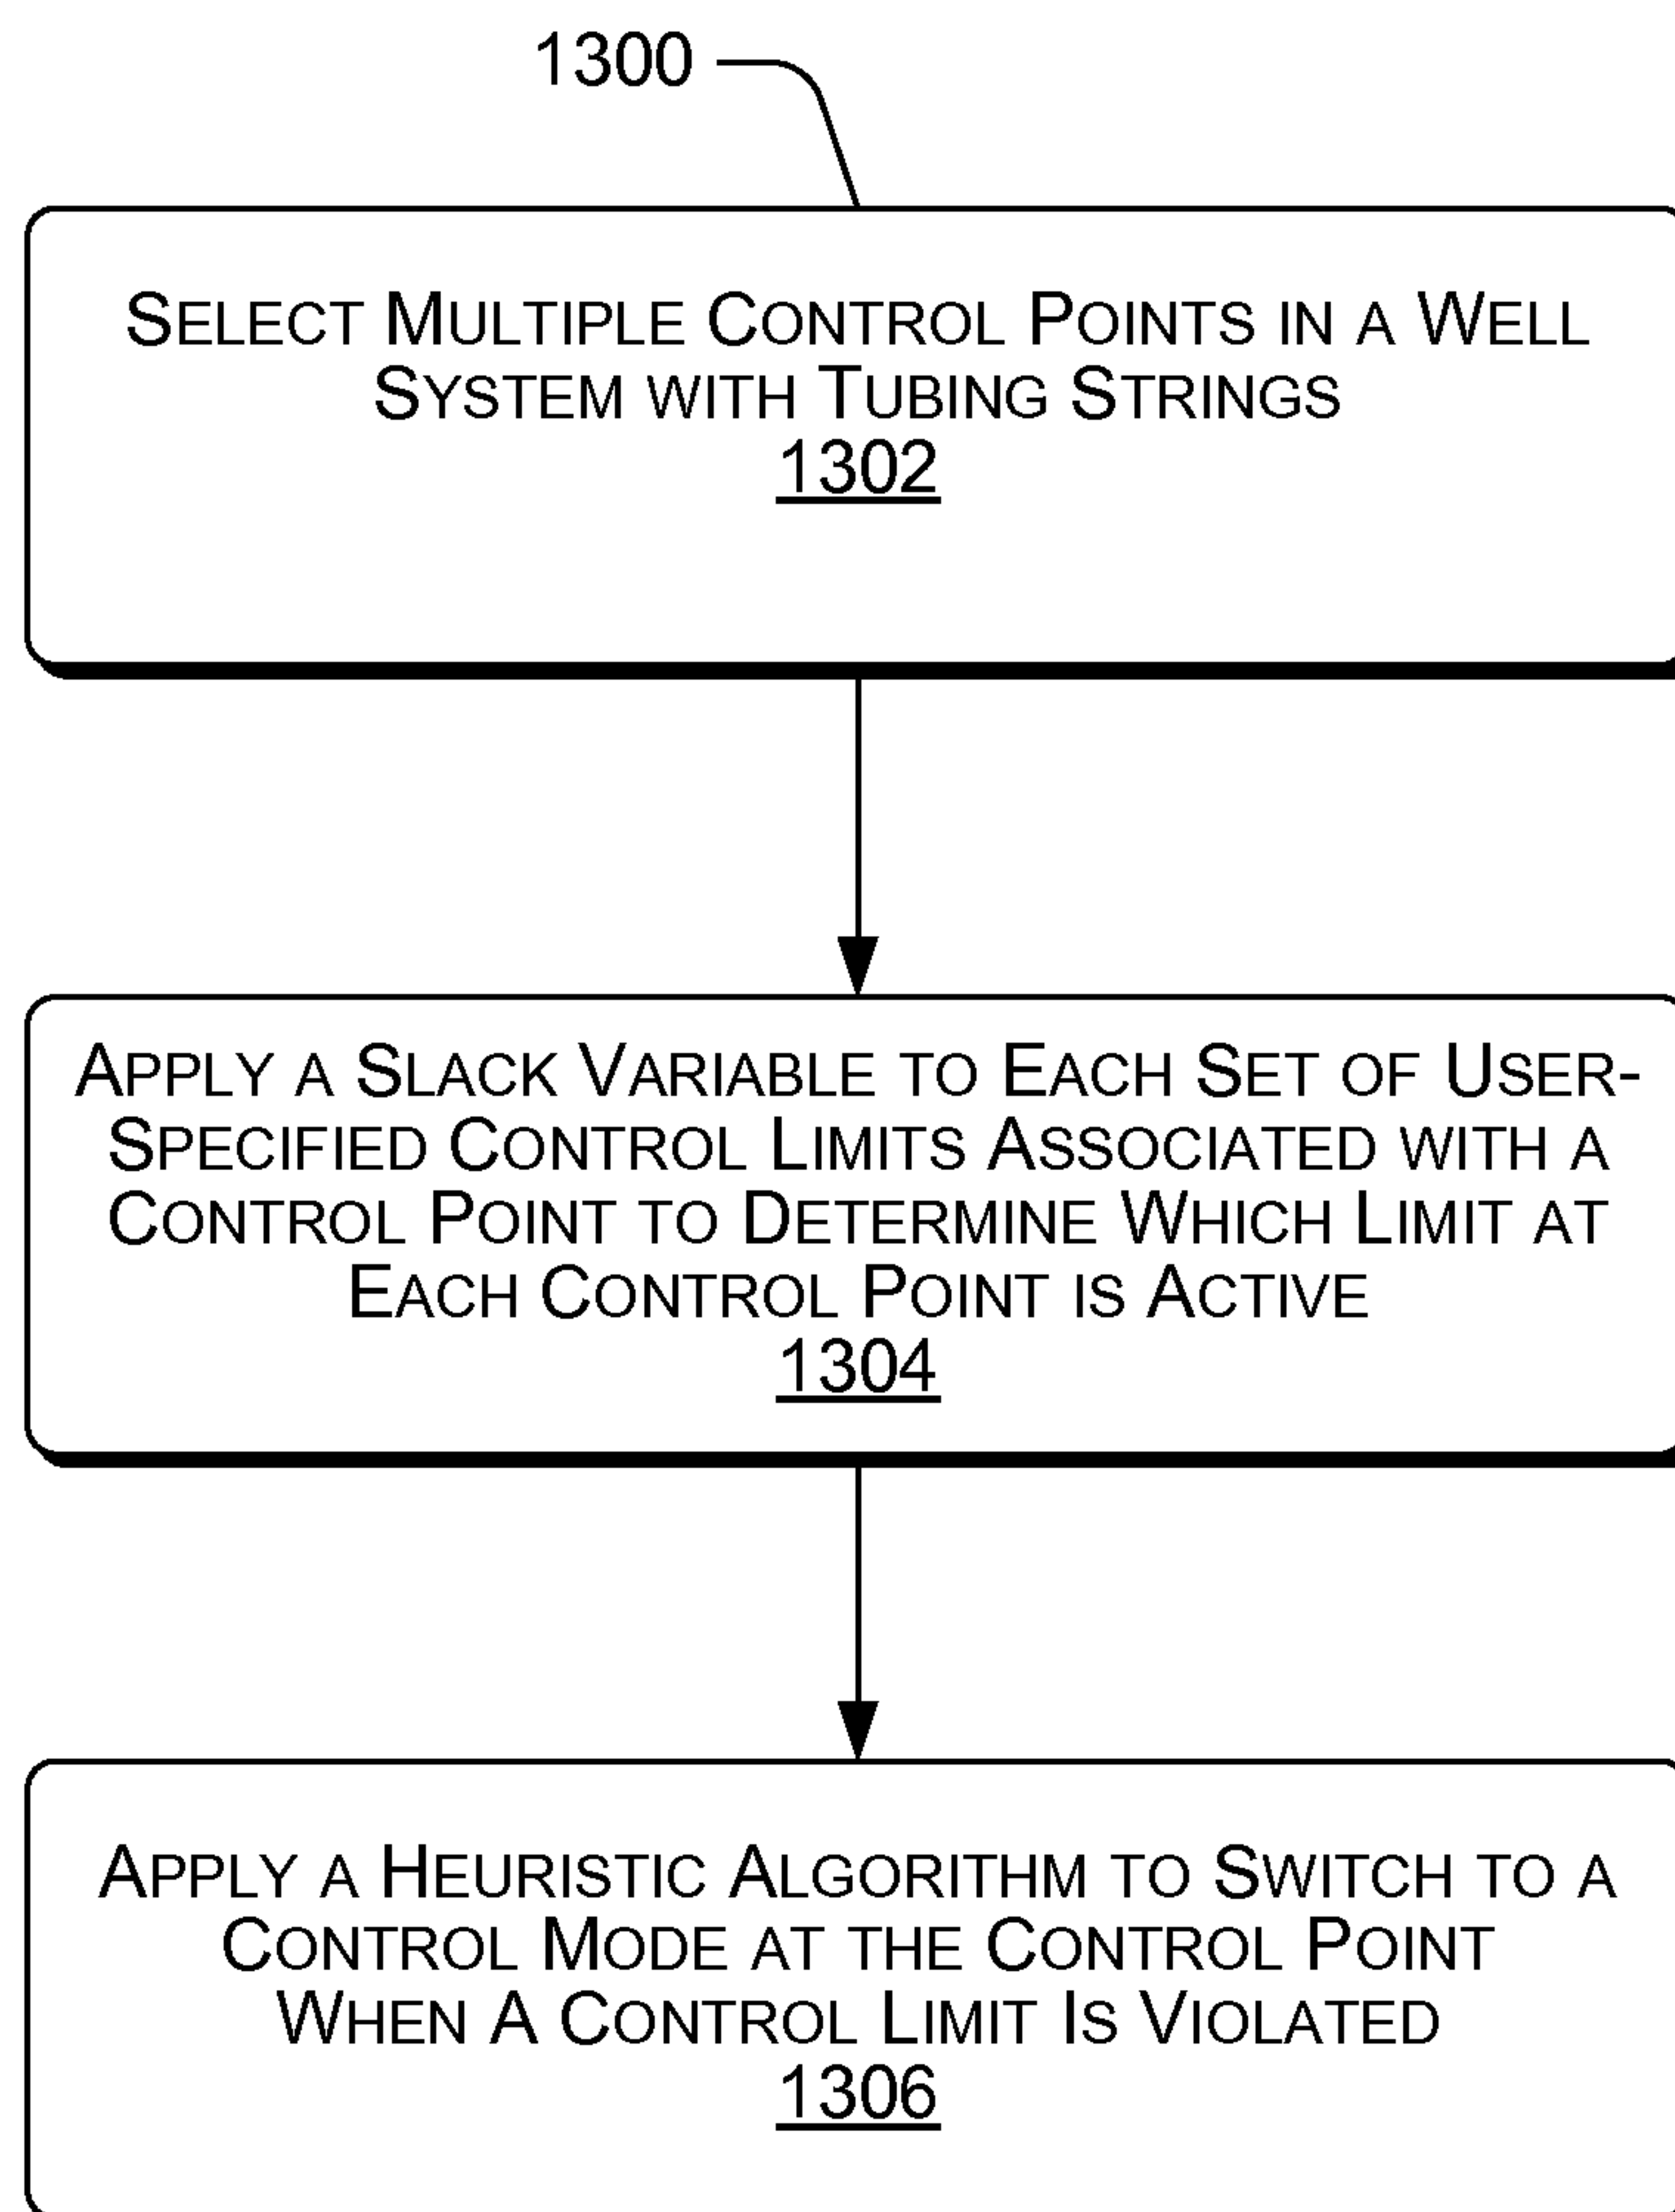 1300
Select Multiple Control Points in a Well
System with Tubing Strings
1302
Apply a Slack Variable to Each Set of User-
Specified Control Limits Associated with a
Control Point to Determine Which Limit at
Each Control Point is Active
1304
Apply a Heuristic Algorithm to Switch to a
Control Mode at the Control Point
When A Control Limit Is Violated
1306